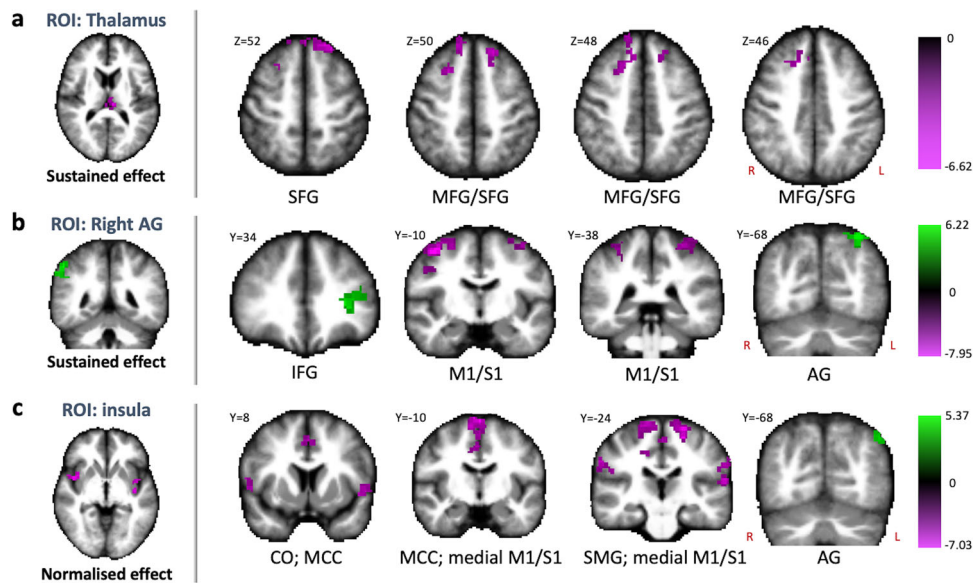 a
ROI: Thalamus
Sustained effect
Z=52
Z=50
Z=48
Z=46
R
L
SFG
MFG/SFG
MFG/SFG
MFG/SFG
0
-6.62
b
ROI: Right AG
Sustained effect
Y=34
Y=-10
Y=-38
Y=-68
R
L
IFG
M1/S1
M1/S1
AG
6.22
0
-7.95
c
ROI: insula
Normalised effect
Y=8
Y=-10
Y=-24
Y=-68
R
L
CO; MCC
MCC; medial M1/S1
SMG; medial M1/S1
AG
5.37
0
-7.03